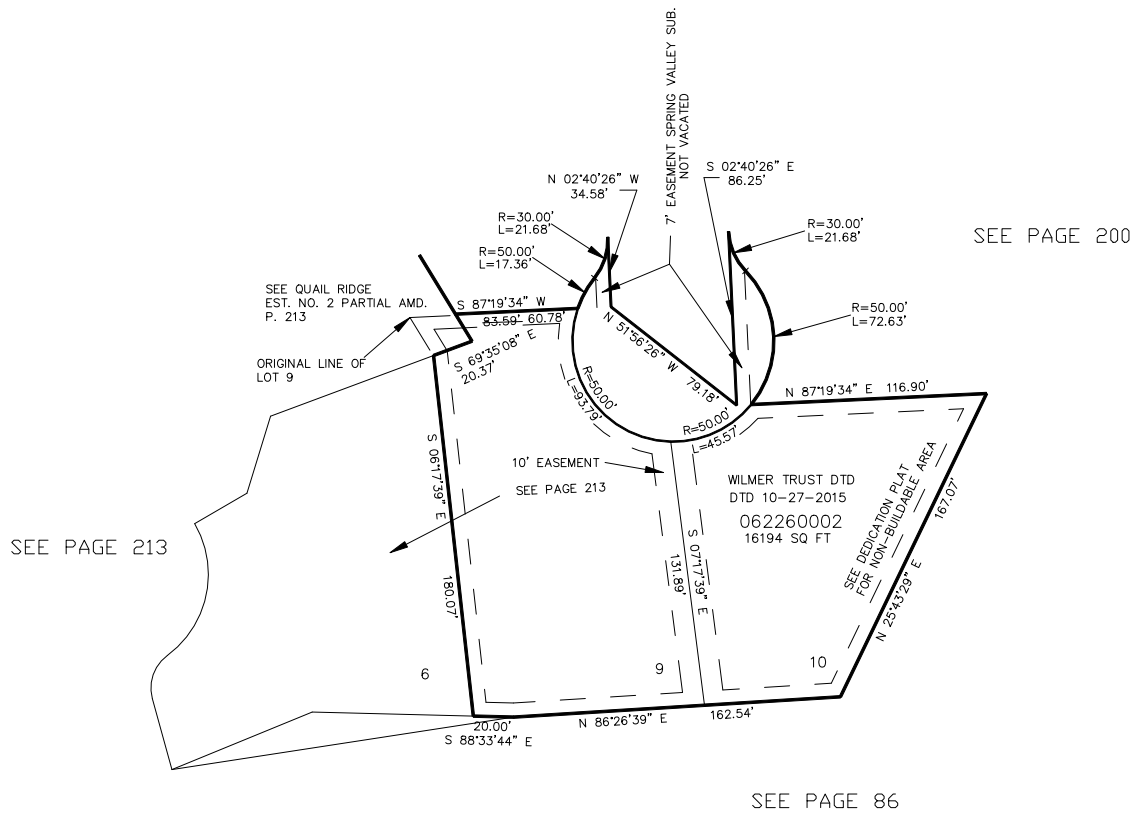 7' EASEMENT SPRING VALLEY SUB.
NOT VACATED
N 02°40'26" W
34.58'
S 02°40'26" E
86.25'
R=30.00'
L=21.68'
R=50.00'
L=17.36'
R=30.00'
L=21.68'
SEE PAGE 200
SEE QUAIL RIDGE
EST. NO. 2 PARTIAL AMD.
P. 213
S 87°19'34" W
83.59' 60.78'
R=50.00'
L=72.63'
ORIGINAL LINE OF
LOT 9
S 69°35'08" E
20.37'
N 51°56'26" W 79.18'
R=50.00'
L=93.79'
N 87°19'34" E 116.90'
R=50.00'
L=45.57'
S 06°17'39" E
180.07'
10' EASEMENT
SEE PAGE 213
WILMER TRUST DTD
DTD 10-27-2015
062260002
16194 SQ FT
SEE DEDICATION PLAT
FOR NON-BUILDABLE AREA
167.07'
N 25°43'29" E
SEE PAGE 213
S 07°17'39" E
131.89'
6
9
10
20.00'
S 88°33'44" E
N 86°26'39" E
162.54'
SEE PAGE 86